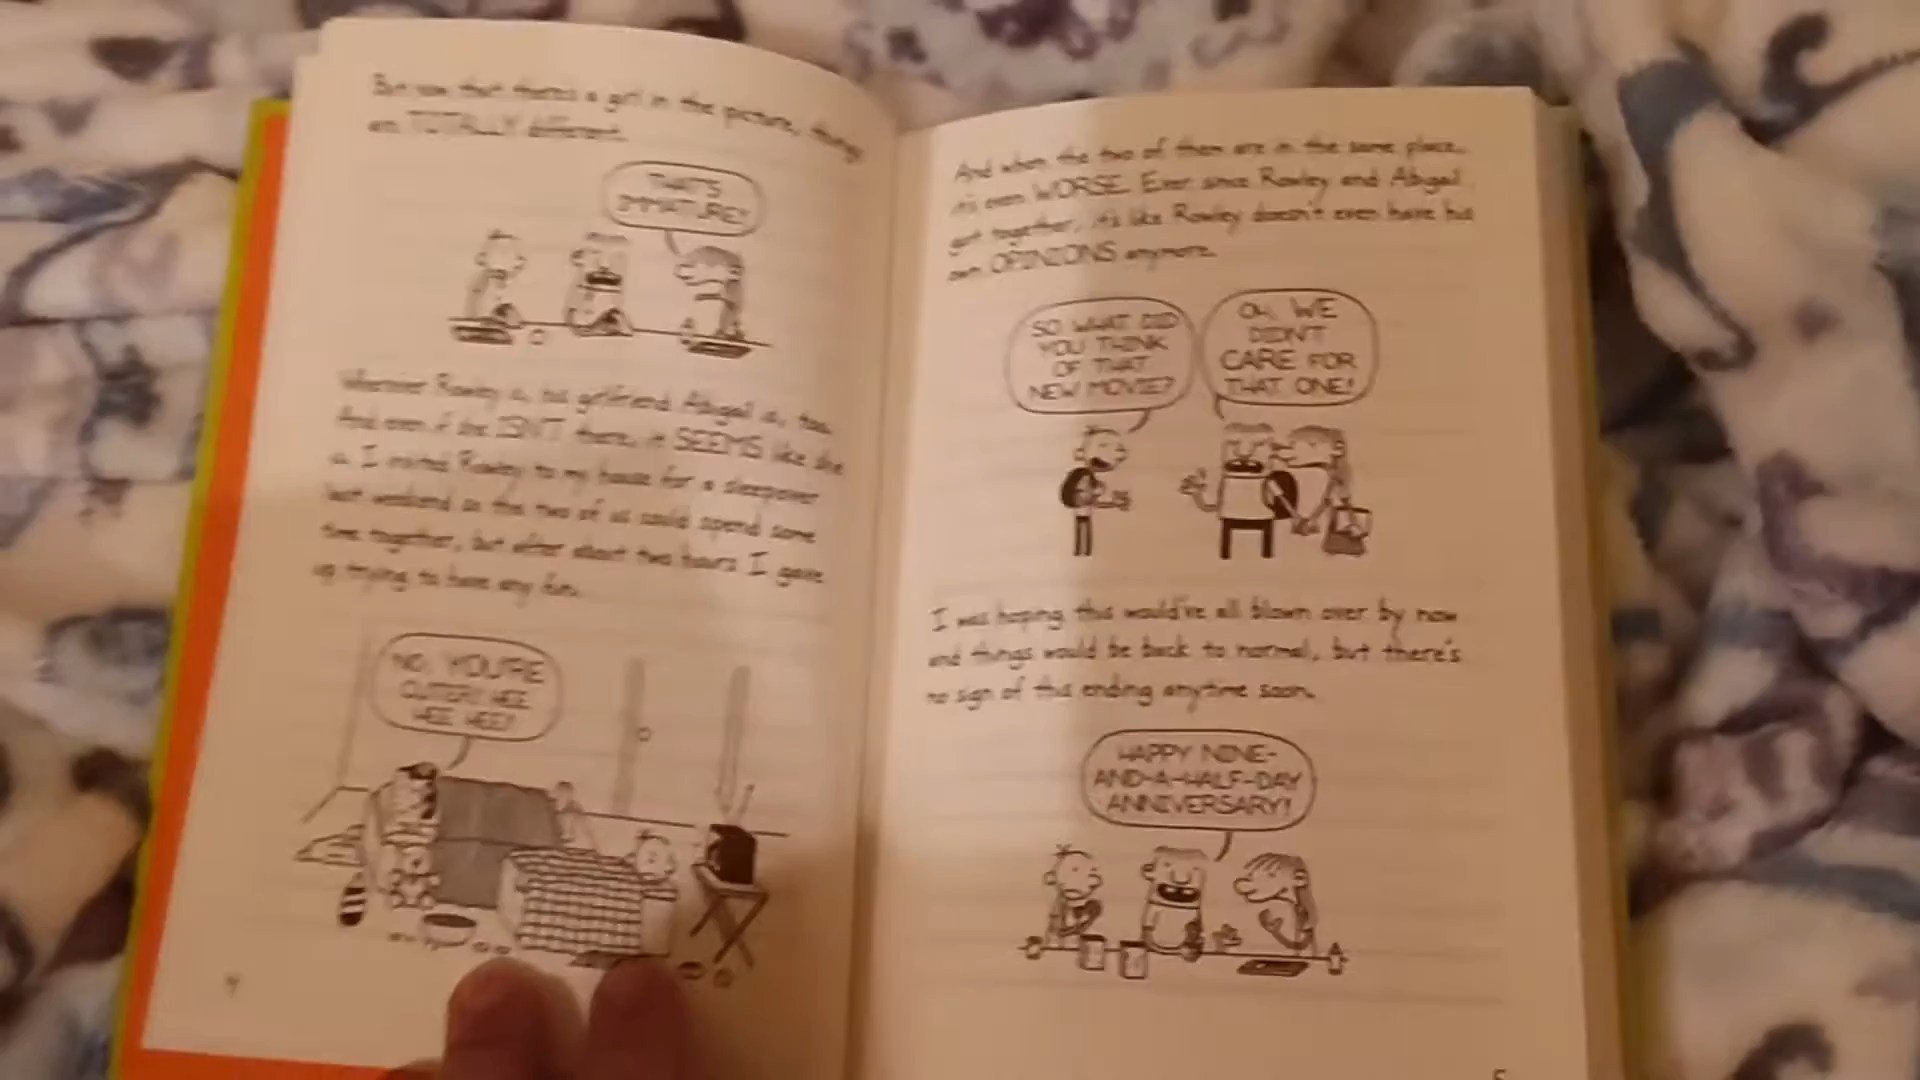 But now that there's a girl in the picture, things
are TOTALLY different.
THAT'S
IMMATURE!
Wherever Rowley is, his girlfriend Abigail is, too.
And even if she ISN'T there, it SEEMS like she
is. I invited Rowley to my house for a sleepover
last weekend so the two of us could spend some
time together, but after about two hours I gave
up trying to have any fun.
NO, YOU'RE
CUTER! HEE
HEE HEE!
4
And when the two of them are in the same place,
it's even WORSE. Ever since Rowley and Abigail
got together, it's like Rowley doesn't even have his
own OPINIONS anymore.
SO WHAT DID
YOU THINK
OF THAT
NEW MOVIE?
OH, WE
DIDN'T
CARE FOR
THAT ONE!
I was hoping this would've all blown over by now
and things would be back to normal, but there's
no sign of this ending anytime soon.
HAPPY NINE-
AND-A-HALF-DAY
ANNIVERSARY!
5